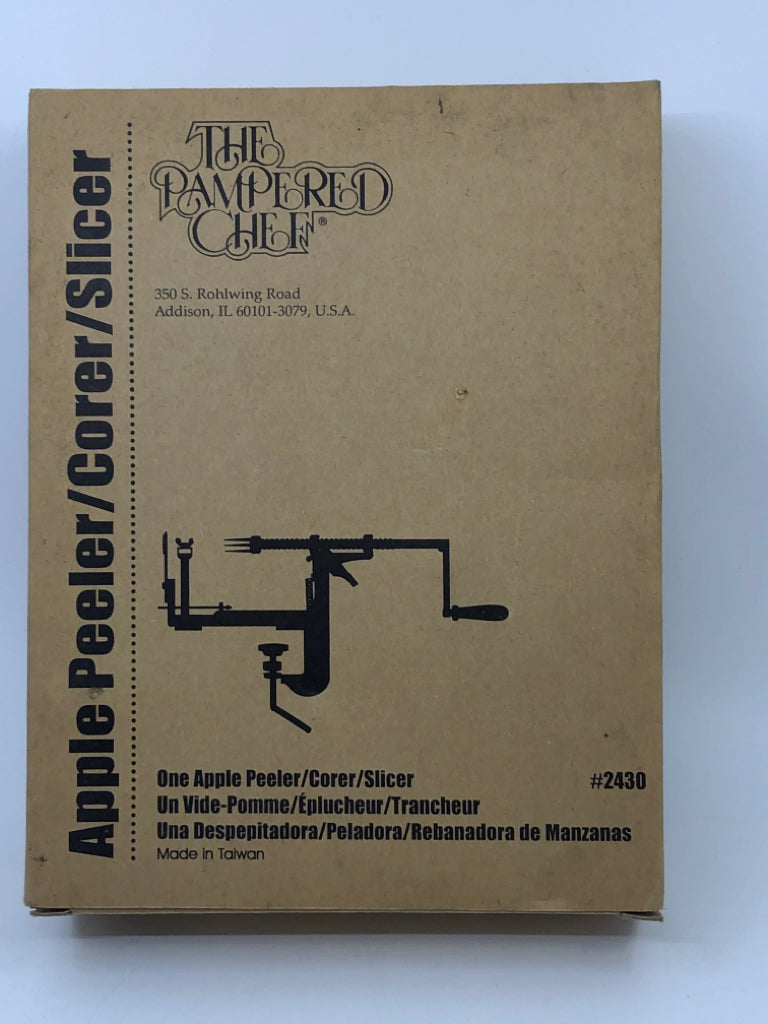 Apple Peeler/Corer/Slicer
THE
PAMPERED
CHEF®
350 S. Rohlwing Road
Addison, IL 60101-3079, U.S.A.
One Apple Peeler/Corer/Slicer #2430
Un Vide-Pomme/Éplucheur/Trancheur
Una Despepitadora/Peladora/Rebanadora de Manzanas
Made in Taiwan